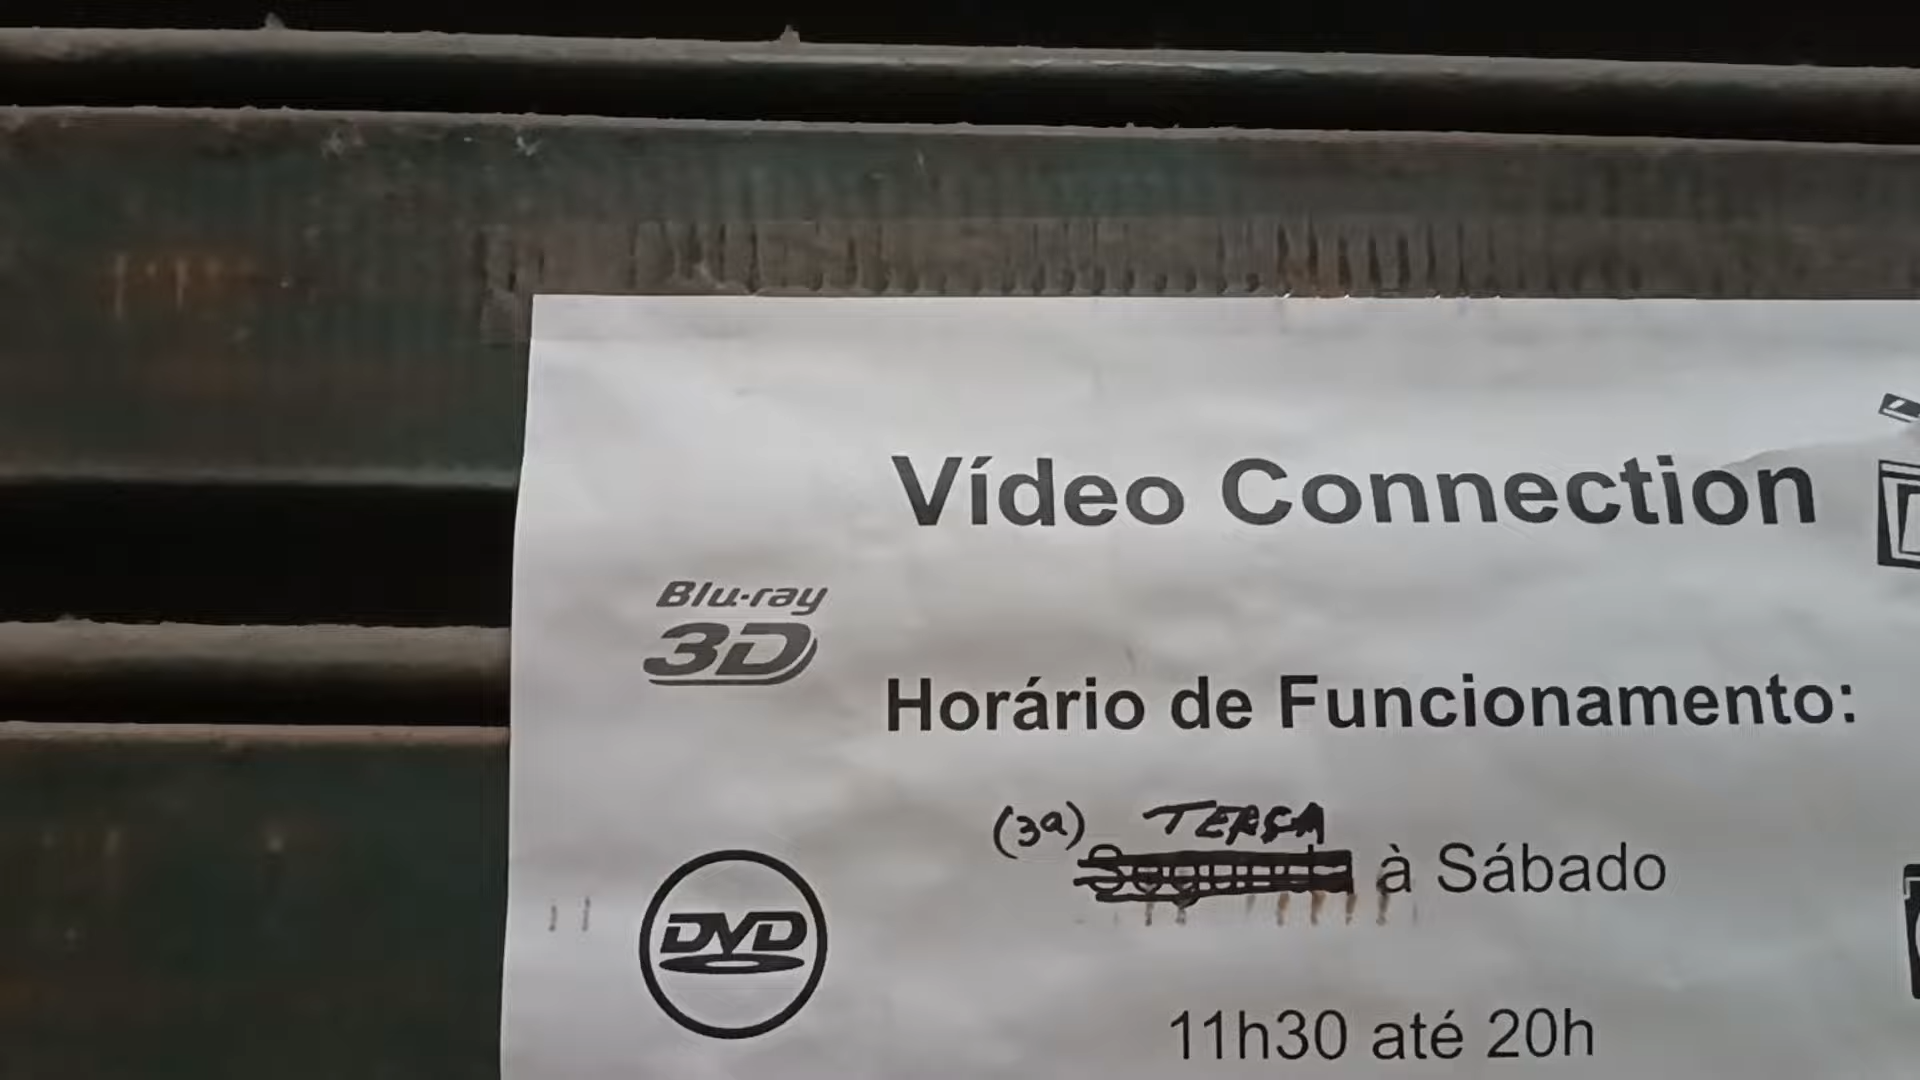 Vídeo Connection
Blu-ray
3D
Horário de Funcionamento:
(3ª) TERÇA
Segunda à Sábado
DVD
11h30 até 20h